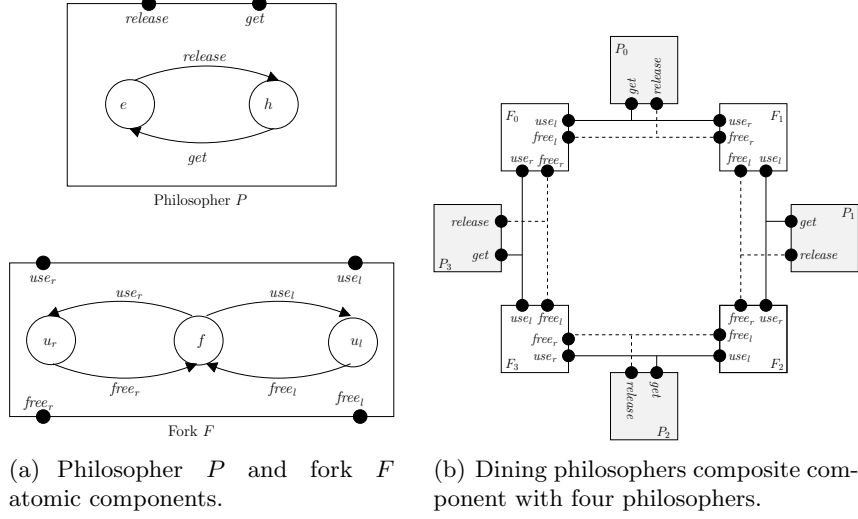 release get
release
e h
get
Philosopher P
use_r use_l
use_r use_l
u_r f u_l
free_r free_l
free_r free_l
Fork F
(a) Philosopher P and fork F
atomic components.
P_0
get release
F_0 use_l use_r F_1
free_l free_r
use_r free_r free_l use_l
release get P_1
get release
P_3
use_l free_l free_r use_r
free_r free_l
F_3 use_r use_l F_2
release get
P_2
(b) Dining philosophers composite com-
ponent with four philosophers.